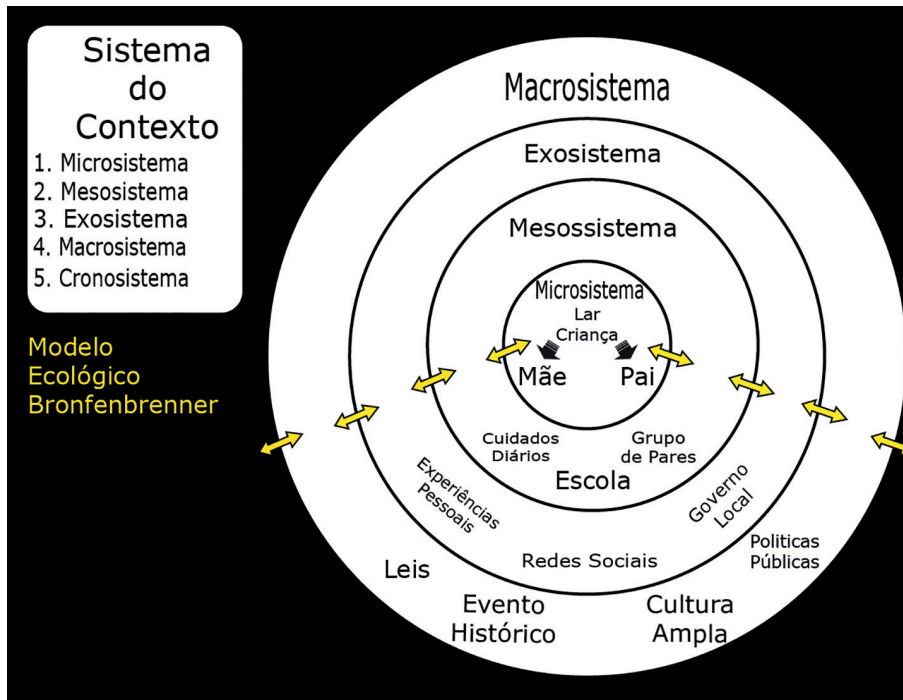 Sistema
do
Contexto
1. Microsistema
2. Mesosistema
3. Exosistema
4. Macrosistema
5. Cronosistema
Modelo
Ecológico
Bronfenbrenner
Macrosistema
Exosistema
Mesossistema
Microsistema
Lar
Criança
Mãe
Pai
Cuidados
Diários
Grupo
de Pares
Escola
Experiências
Pessoais
Governo
Local
Redes Sociais
Politicas
Públicas
Leis
Evento
Histórico
Cultura
Ampla